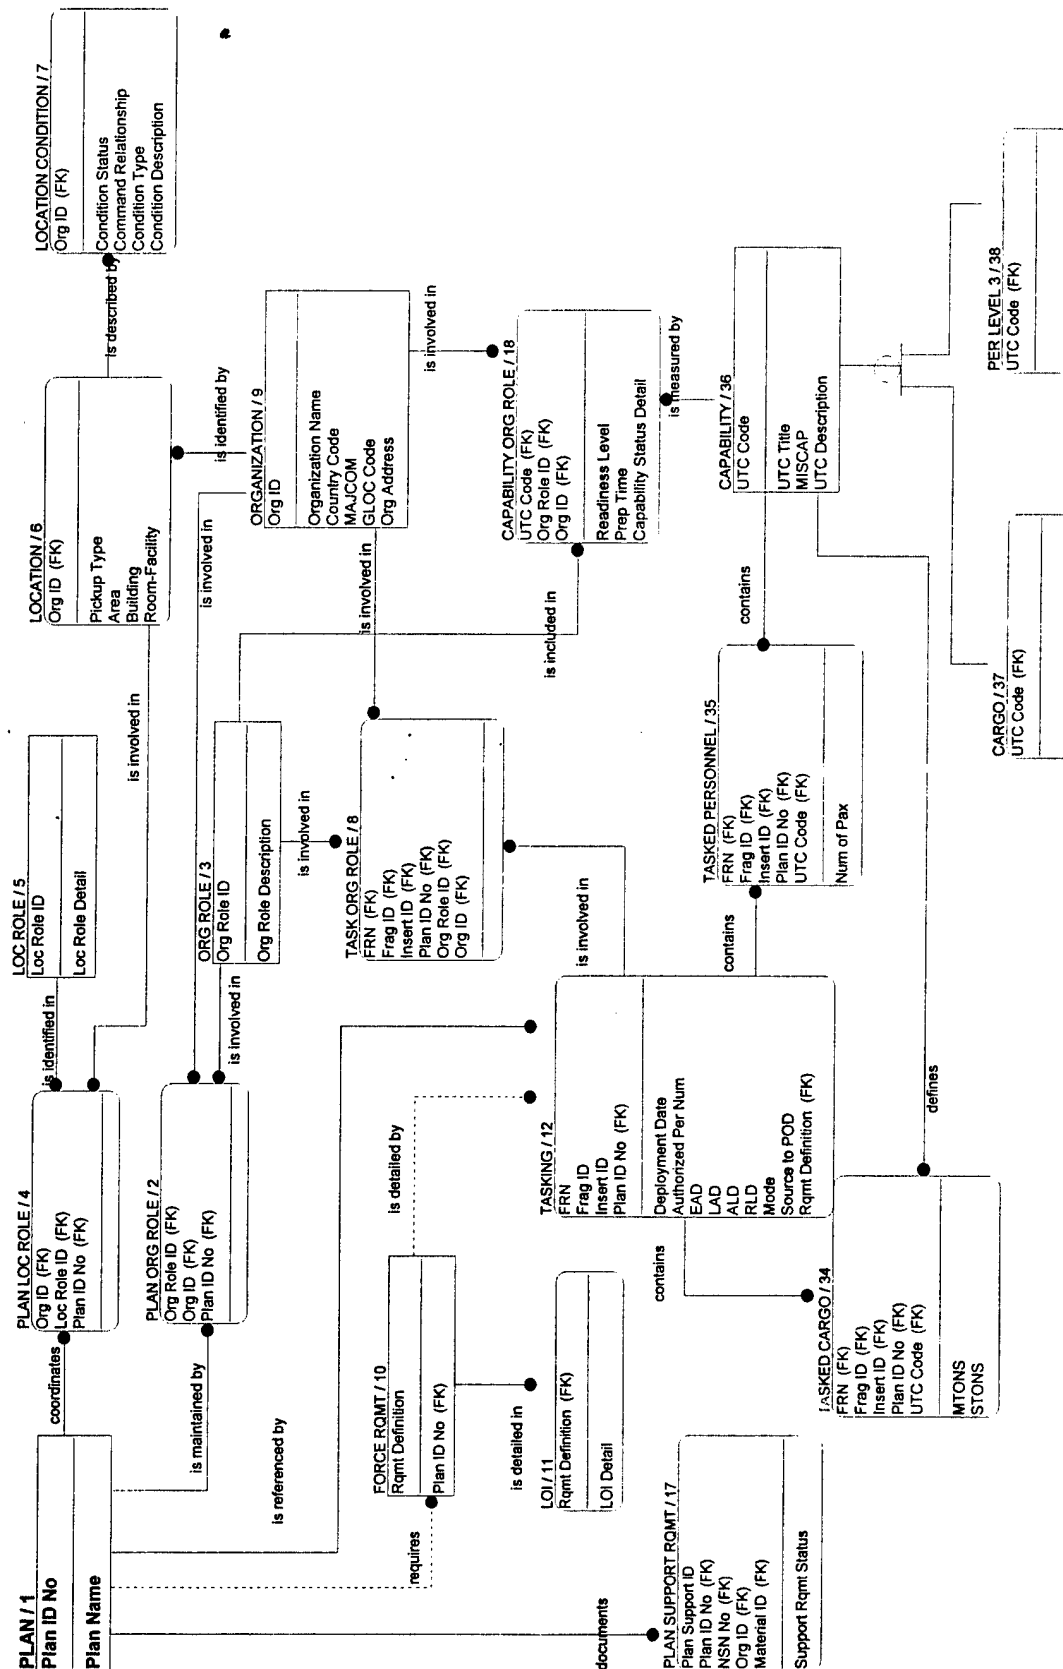 PLAN / 1
Plan ID No
Plan Name
coordinates
is maintained by
is referenced by
requires
documents
PLAN LOC ROLE / 4
Org ID (FK)
Loc Role ID (FK)
Plan ID No (FK)
is identified in
LOC ROLE / 5
Loc Role ID
Loc Role Detail
is involved in
LOCATION / 6
Org ID (FK)
Pickup Type
Area
Building
Room-Facility
is described by
LOCATION CONDITION / 7
Org ID (FK)
Condition Status
Command Relationship
Condition Type
Condition Description
PLAN ORG ROLE / 2
Org Role ID (FK)
Org ID (FK)
Plan ID No (FK)
is involved in
ORG ROLE / 3
Org Role ID
Org Role Description
is involved in
is involved in
is identified by
ORGANIZATION / 9
Org ID
Organization Name
Country Code
MAJCOM
GLOC Code
Org Address
is involved in
is involved in
is included in
TASK ORG ROLE / 8
FRN (FK)
Frag ID (FK)
Insert ID (FK)
Plan ID No (FK)
Org Role ID (FK)
Org ID (FK)
is involved in
CAPABILITY ORG ROLE / 18
UTC Code (FK)
Org Role ID (FK)
Org ID (FK)
Readiness Level
Prep Time
Capability Status Detail
is measured by
FORCE RQMT / 10
Rqmt Definition
Plan ID No (FK)
is detailed by
is detailed in
LOI / 11
Rqmt Definition (FK)
LOI Detail
TASKING / 12
FRN
Frag ID
Insert ID
Plan ID No (FK)
Deployment Date
Authorized Per Num
EAD
LAD
ALD
RLD
Mode
Source to POD
Rqmt Definition (FK)
contains
contains
TASKED PERSONNEL / 35
FRN (FK)
Frag ID (FK)
Insert ID (FK)
Plan ID No (FK)
UTC Code (FK)
Num of Pax
contains
CAPABILITY / 36
UTC Code
UTC Title
MISCAP
UTC Description
defines
PLAN SUPPORT RQMT / 17
Plan Support ID
Plan ID No (FK)
NSN No (FK)
Org ID (FK)
Material ID (FK)
Support Rqmt Status
TASKED CARGO / 34
FRN (FK)
Frag ID (FK)
Insert ID (FK)
Plan ID No (FK)
UTC Code (FK)
MTONS
STONS
CARGO / 37
UTC Code (FK)
PER LEVEL 3 / 38
UTC Code (FK)